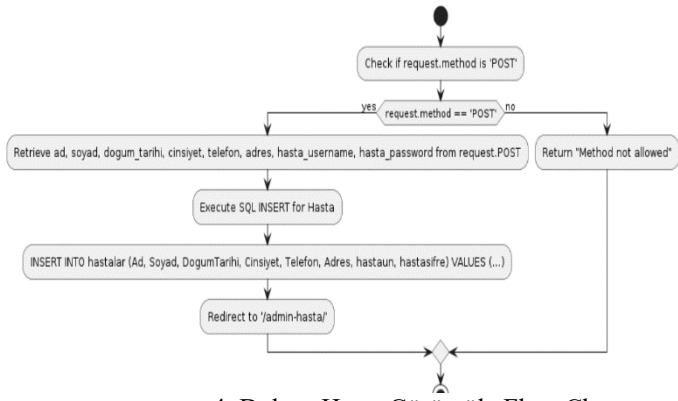 Check if request.method is 'POST'
yes
request.method == 'POST'
no
Retrieve ad, soyad, dogum_tarihi, cinsiyet, telefon, adres, hasta_username, hasta_password from request.POST
Return "Method not allowed"
Execute SQL INSERT for Hasta
INSERT INTO hastalar (Ad, Soyad, DogumTarihi, Cinsiyet, Telefon, Adres, hastaun, hastasifre) VALUES (...)
Redirect to '/admin-hasta/'